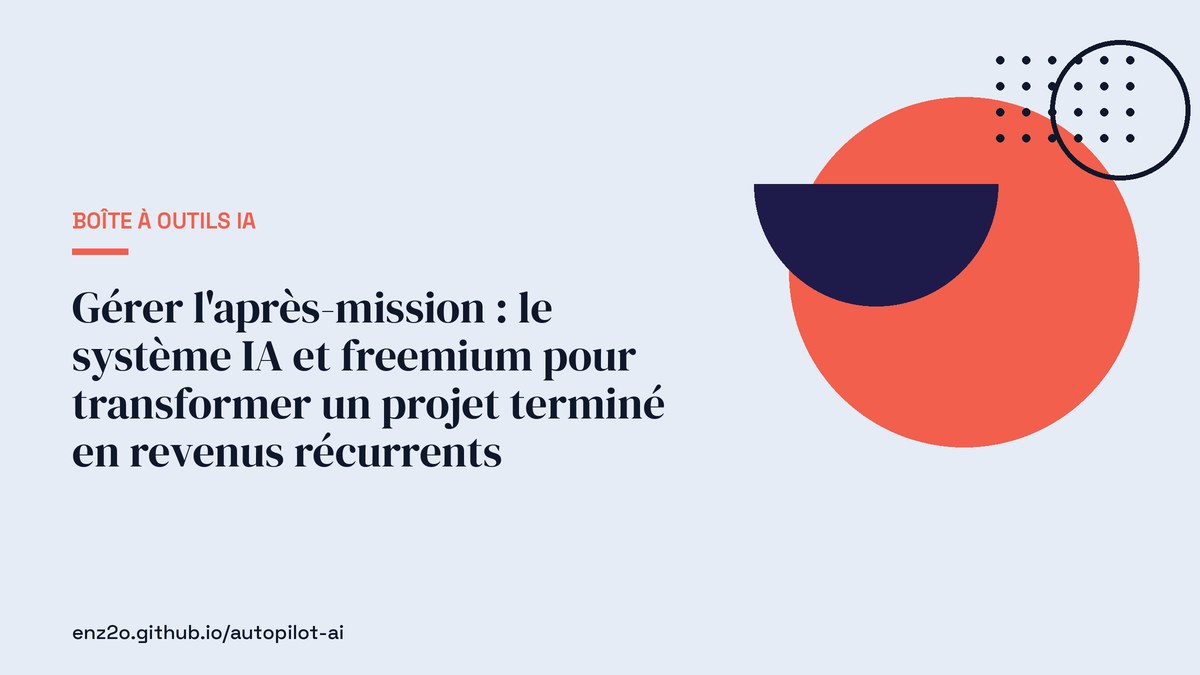 BOÎTE À OUTILS IA
Gérer l'après-mission : le
système IA et freemium pour
transformer un projet terminé
en revenus récurrents
enz2o.github.io/autopilot-ai